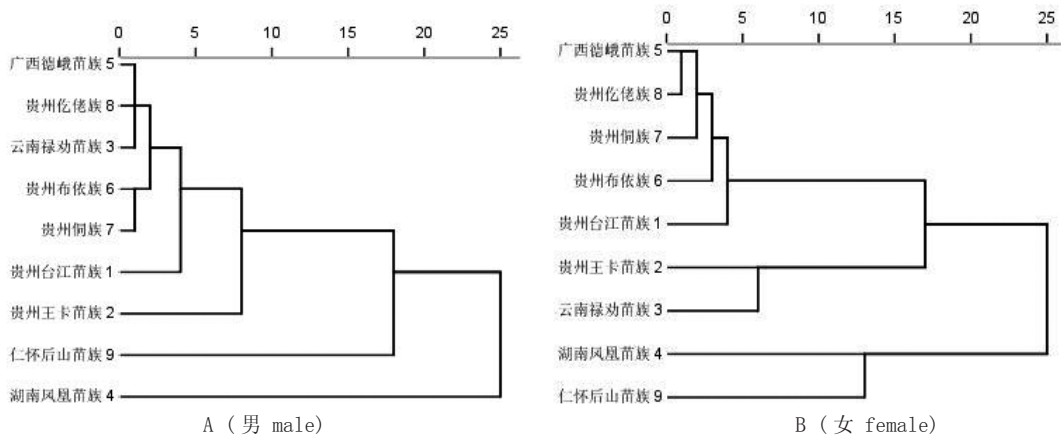 0 5 10 15 20 25
广西德峨苗族 5
贵州仡佬族 8
云南禄劝苗族 3
贵州布依族 6
贵州侗族 7
贵州台江苗族 1
贵州王卡苗族 2
仁怀后山苗族 9
湖南凤凰苗族 4
A (男 male)
0 5 10 15 20 25
广西德峨苗族 5
贵州仡佬族 8
贵州侗族 7
贵州布依族 6
贵州台江苗族 1
贵州王卡苗族 2
云南禄劝苗族 3
湖南凤凰苗族 4
仁怀后山苗族 9
B (女 female)